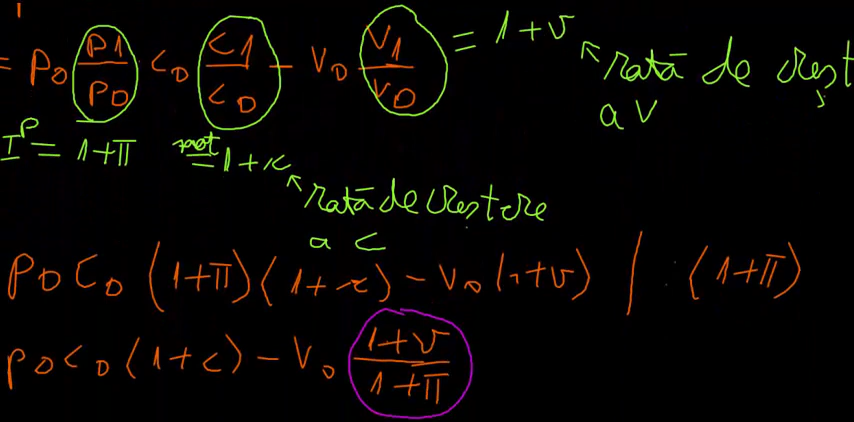 = p₀ p1/p0 c₀ c1/c0 - v₀ v1/v0 = 1+v ↖ rată de creșt
a v
I^P = 1+π not = 1+c ↖ rată de creștere
a c
p0 c0 (1+π)(1+c) - v0(1+v) | : (1+π)
p0 c0 (1+c) - v0 1+v/1+π